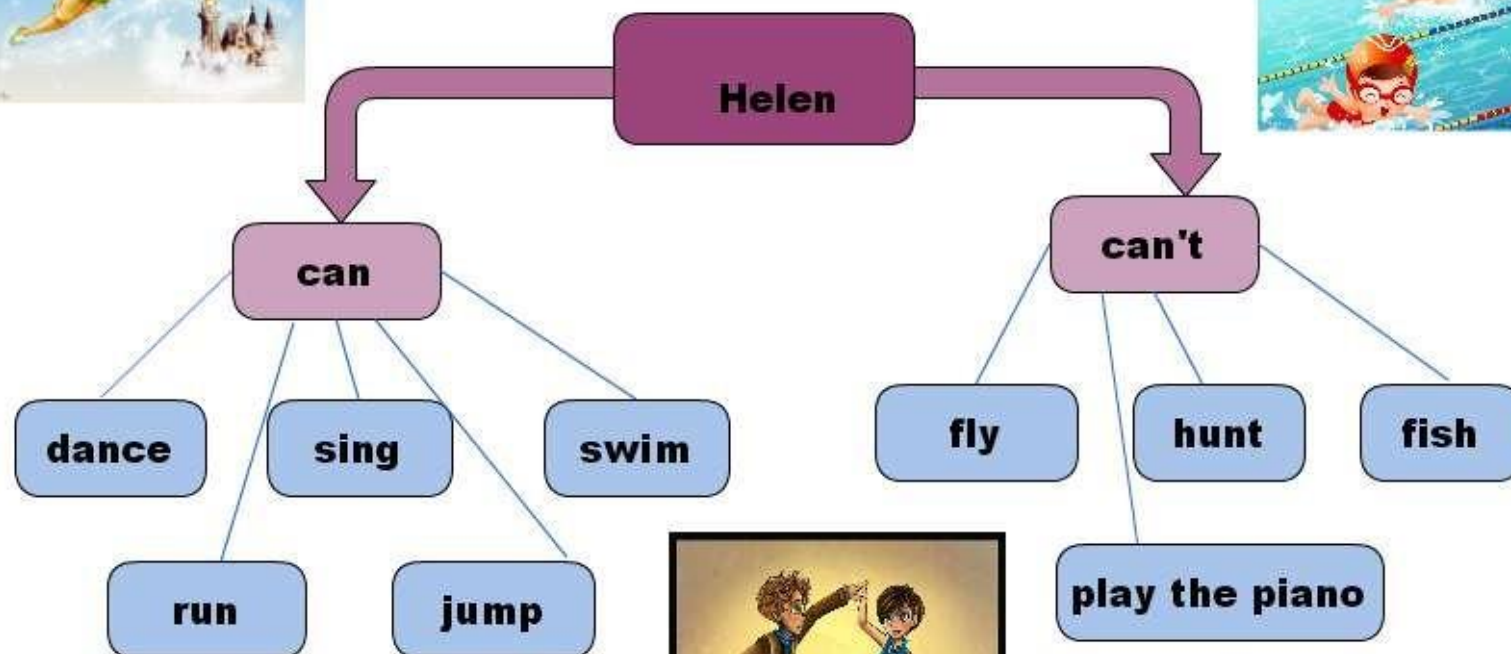 Helen
can
can't
dance
sing
swim
fly
hunt
fish
run
jump
play the piano